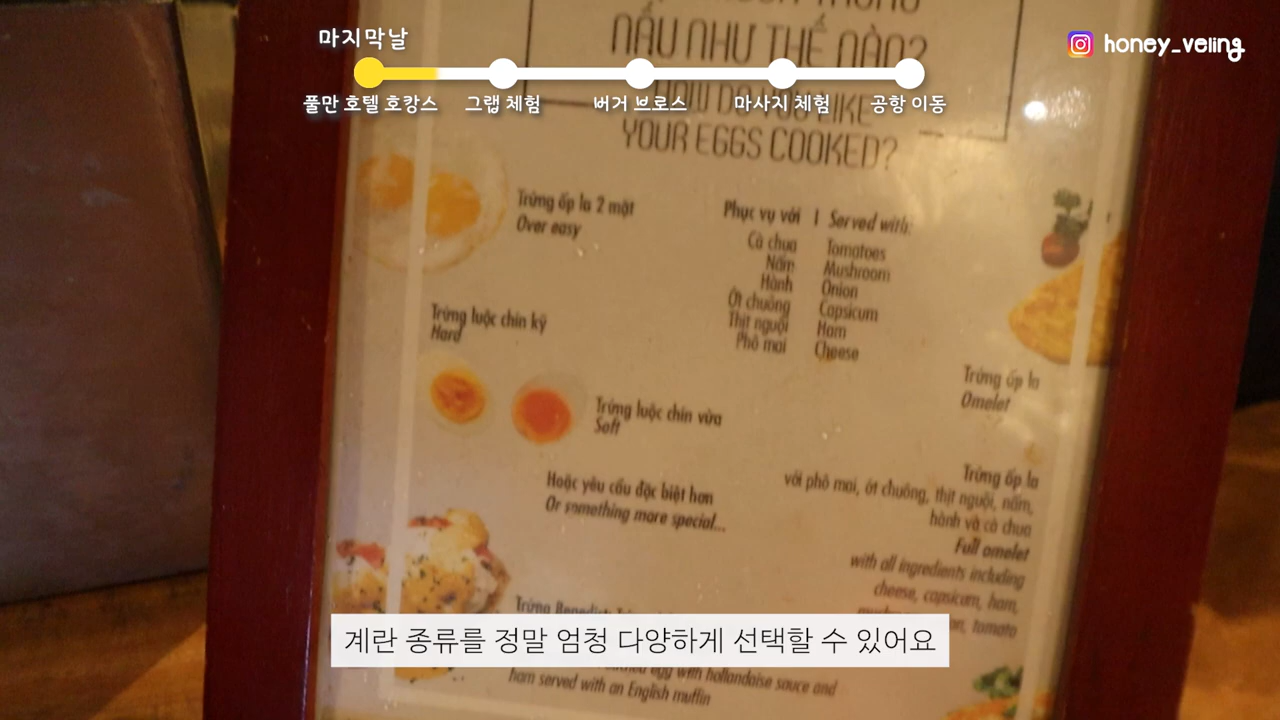 마지막날
풀만 호텔 호캉스
그랩 체험
버거 브로스
마사지 체험
공항 이동
honey_veling
NẤU NHƯ THẾ NÀO?
HOW DO YOU LIKE
YOUR EGGS COOKED?
Trứng ốp la 2 mặt
Over easy
Phục vụ với | Served with:
Cà chua Tomatoes
Nấm Mushroom
Hành Onion
Ớt chuông Capsicum
Thịt nguội Ham
Phô mai Cheese
Trứng luộc chín kỹ
Hard
Trứng ốp la
Omelet
Trứng luộc chín vừa
Soft
Hoặc yêu cầu đặc biệt hơn
Or something more special...
Trứng ốp la
với phô mai, ớt chuông, thịt nguội, nấm,
hành và cà chua
Full omelet
with all ingredients including
cheese, capsicum, ham,
tomato
Trứng Benedict
계란 종류를 정말 엄청 다양하게 선택할 수 있어요
egg with hollandaise sauce and
ham served with an English muffin